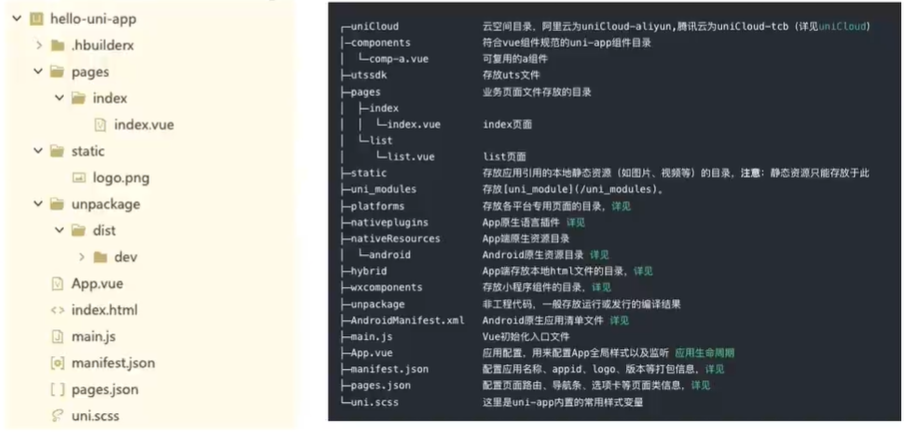 hello-uni-app
.hbuilderx
pages
index
index.vue
static
logo.png
unpackage
dist
dev
App.vue
index.html
main.js
manifest.json
pages.json
uni.scss
┌─uniCloud 云空间目录，阿里云为uniCloud-aliyun,腾讯云为uniCloud-tcb（详见uniCloud）
│─components 符合vue组件规范的uni-app组件目录
│ └─comp-a.vue 可复用的a组件
├─utssdk 存放uts文件
├─pages 业务页面文件存放的目录
│ ├─index
│ │ └─index.vue index页面
│ └─list
│ └─list.vue list页面
├─static 存放应用引用的本地静态资源（如图片、视频等）的目录，注意：静态资源只能存放于此
├─uni_modules 存放[uni_module](/uni_modules)。
├─platforms 存放各平台专用页面的目录，详见
├─nativeplugins App原生语言插件 详见
├─nativeResources App端原生资源目录
│ └─android Android原生资源目录 详见
├─hybrid App端存放本地html文件的目录，详见
├─wxcomponents 存放小程序组件的目录，详见
├─unpackage 非工程代码，一般存放运行或发行的编译结果
├─AndroidManifest.xml Android原生应用清单文件 详见
├─main.js Vue初始化入口文件
├─App.vue 应用配置，用来配置App全局样式以及监听 应用生命周期
├─manifest.json 配置应用名称、appid、logo、版本等打包信息，详见
├─pages.json 配置页面路由、导航条、选项卡等页面类信息，详见
└─uni.scss 这里是uni-app内置的常用样式变量